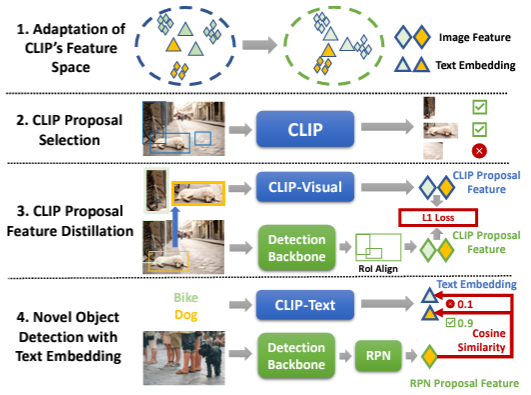 1. Adaptation of
CLIP's Feature
Space
Image Feature
Text Embedding
2. CLIP Proposal
Selection
CLIP
3. CLIP Proposal
Feature Distillation
CLIP-Visual
CLIP Proposal
Feature
L1 Loss
Detection
Backbone
RoI Align
CLIP Proposal
Feature
4. Novel Object
Detection with
Text Embedding
Bike
Dog
CLIP-Text
Text Embedding
0.1
0.9
Cosine
Similarity
Detection
Backbone
RPN
RPN Proposal Feature